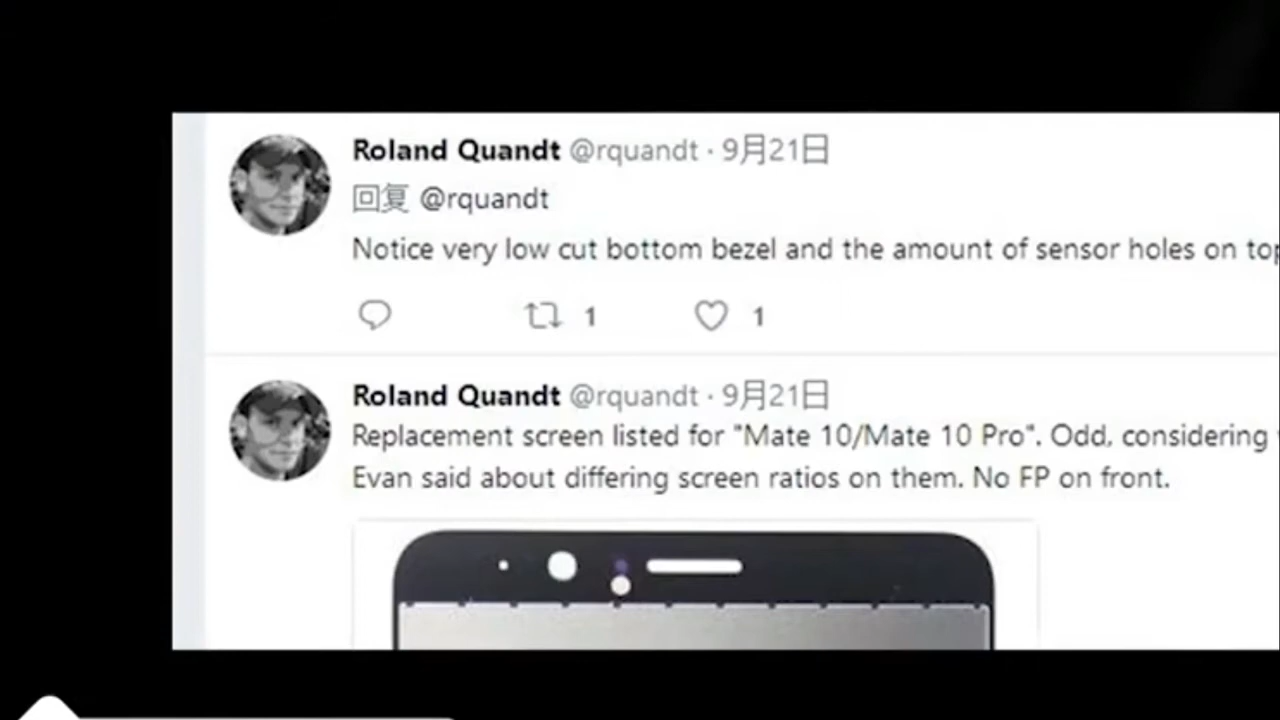 Roland Quandt @rquandt · 9月21日
回复 @rquandt
Notice very low cut bottom bezel and the amount of sensor holes on top
1 1
Roland Quandt @rquandt · 9月21日
Replacement screen listed for "Mate 10/Mate 10 Pro". Odd, considering
Evan said about differing screen ratios on them. No FP on front.